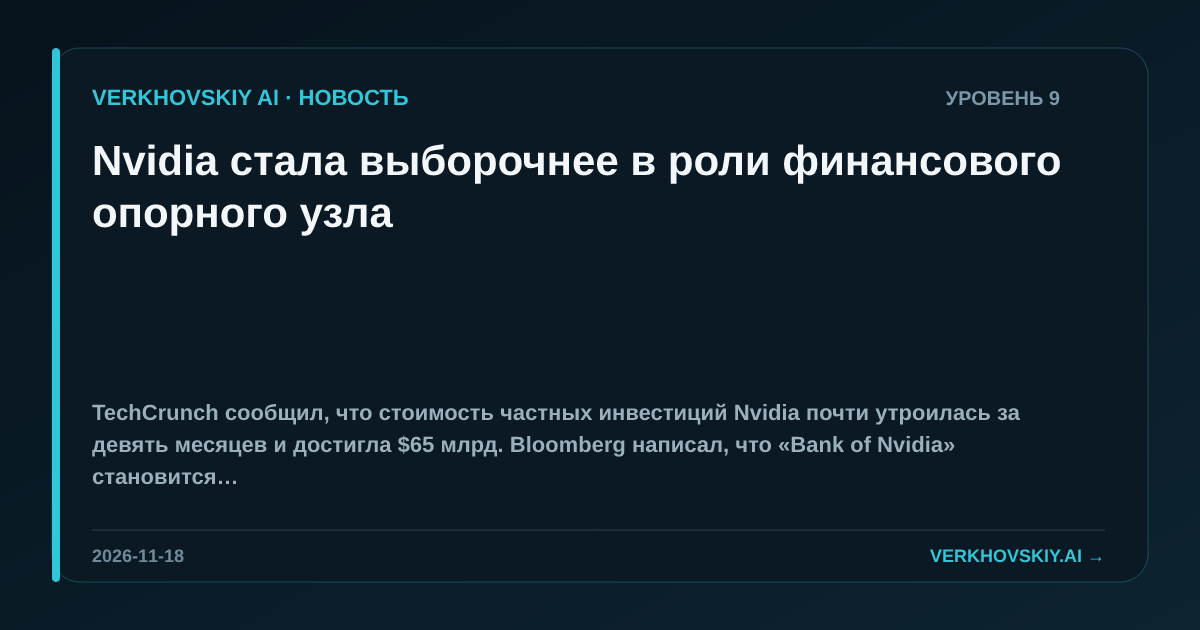 VERKHOVSKIY AI · НОВОСТЬ
УРОВЕНЬ 9
Nvidia стала выборочнее в роли финансового
опорного узла
TechCrunch сообщил, что стоимость частных инвестиций Nvidia почти утроилась за
девять месяцев и достигла $65 млрд. Bloomberg написал, что «Bank of Nvidia»
становится…
2026-11-18
VERKHOVSKIY.AI →